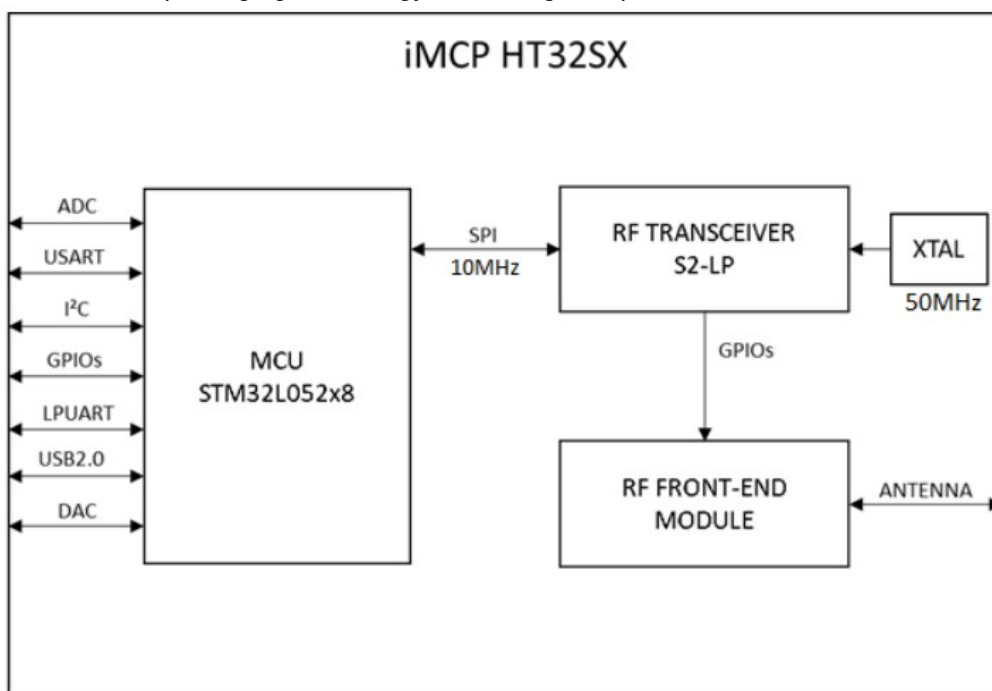 iMCP HT32SX
ADC
USART
I²C
GPIOs
LPUART
USB2.0
DAC
MCU
STM32L052x8
SPI
10MHz
RF TRANSCEIVER
S2-LP
XTAL
50MHz
GPIOs
RF FRONT-END
MODULE
ANTENNA